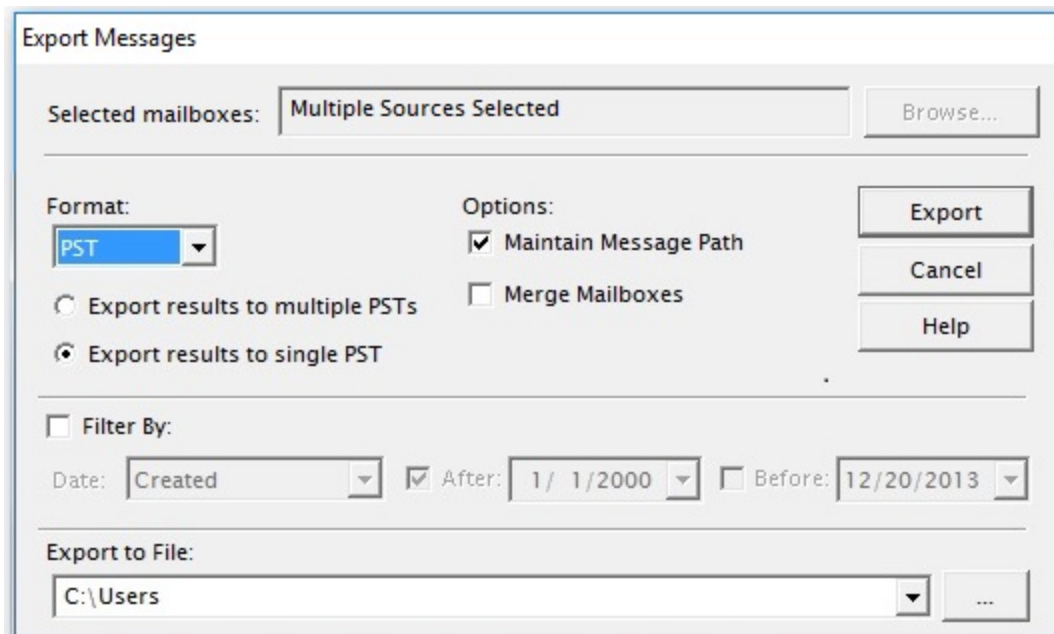 Export Messages
Selected mailboxes: Multiple Sources Selected Browse...
Format: Options:
PST Maintain Message Path Export
Cancel
Export results to multiple PSTs Merge Mailboxes
Help
Export results to single PST
Filter By:
Date: Created After: 1/ 1/2000 Before: 12/20/2013
Export to File:
C:\Users ...